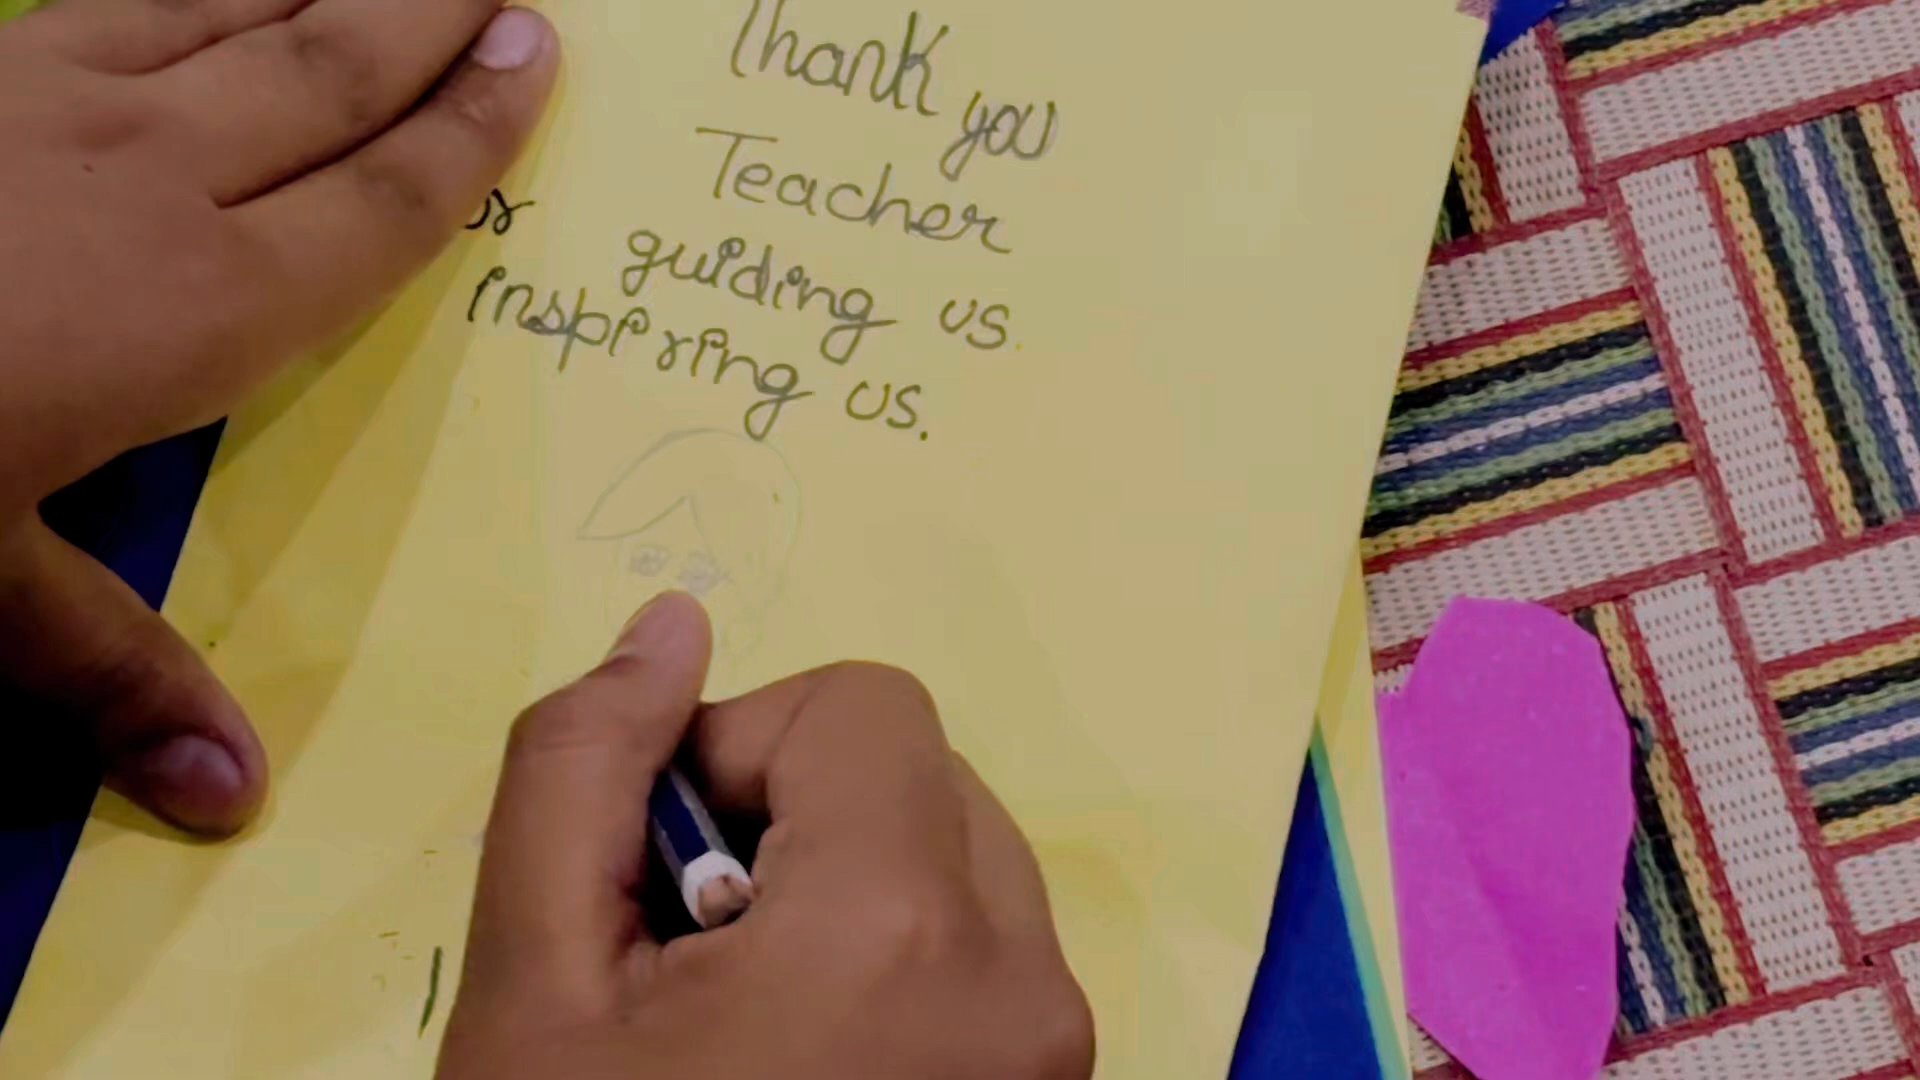 Thank you
Teacher
guiding us.
inspiring us.